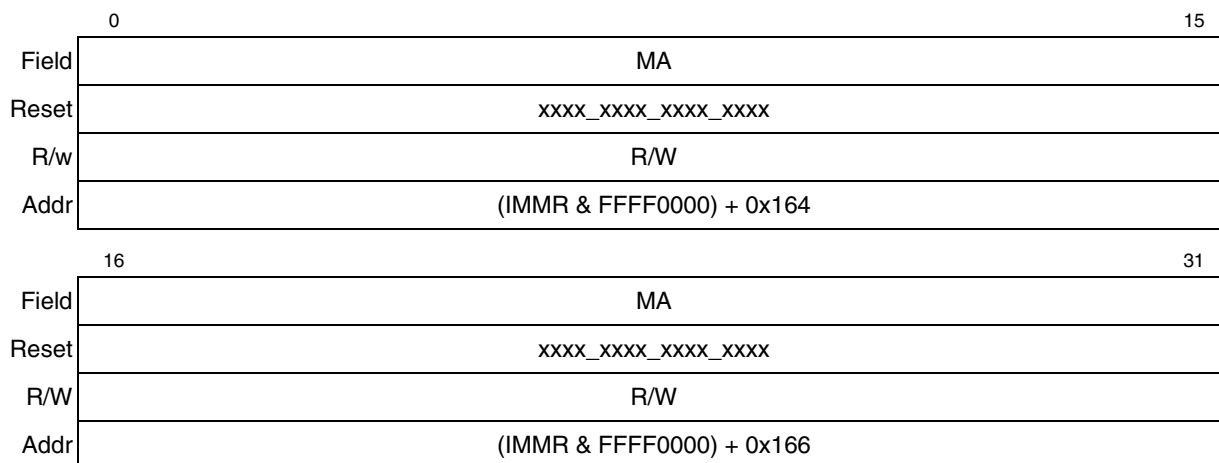 0 15
Field MA
Reset xxxx_xxxx_xxxx_xxxx
R/w R/W
Addr (IMMR & FFFF0000) + 0x164
16 31
Field MA
Reset xxxx_xxxx_xxxx_xxxx
R/W R/W
Addr (IMMR & FFFF0000) + 0x166